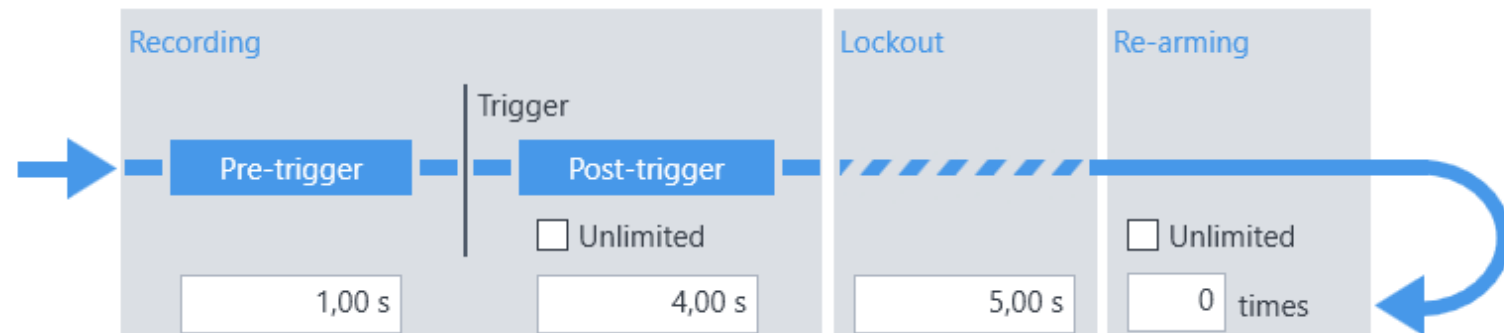 Recording
Lockout
Re-arming
Trigger
Pre-trigger
Post-trigger
Unlimited
Unlimited
1,00 s
4,00 s
5,00 s
0 times